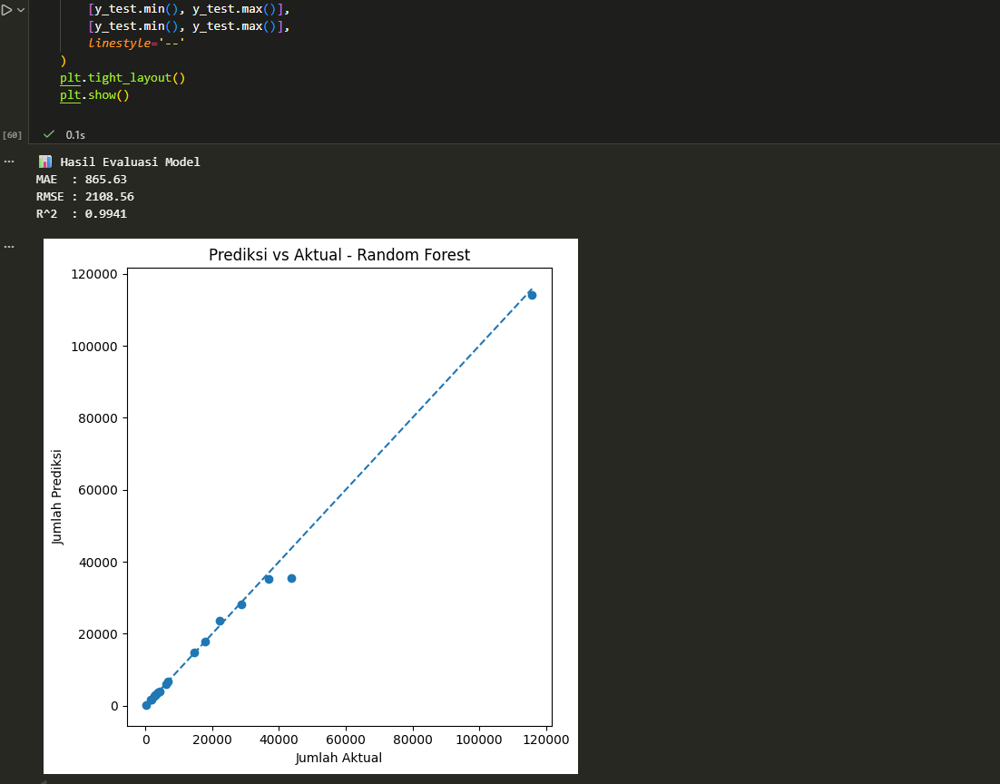 [y_test.min(), y_test.max()],
[y_test.min(), y_test.max()],
linestyle='--'
)
plt.tight_layout()
plt.show()
[60]
0.1s
...
📊 Hasil Evaluasi Model
MAE  : 865.63
RMSE : 2108.56
R^2  : 0.9941
...
Prediksi vs Aktual - Random Forest
120000
100000
80000
60000
40000
20000
0
Jumlah Prediksi
0 20000 40000 60000 80000 100000 120000
Jumlah Aktual